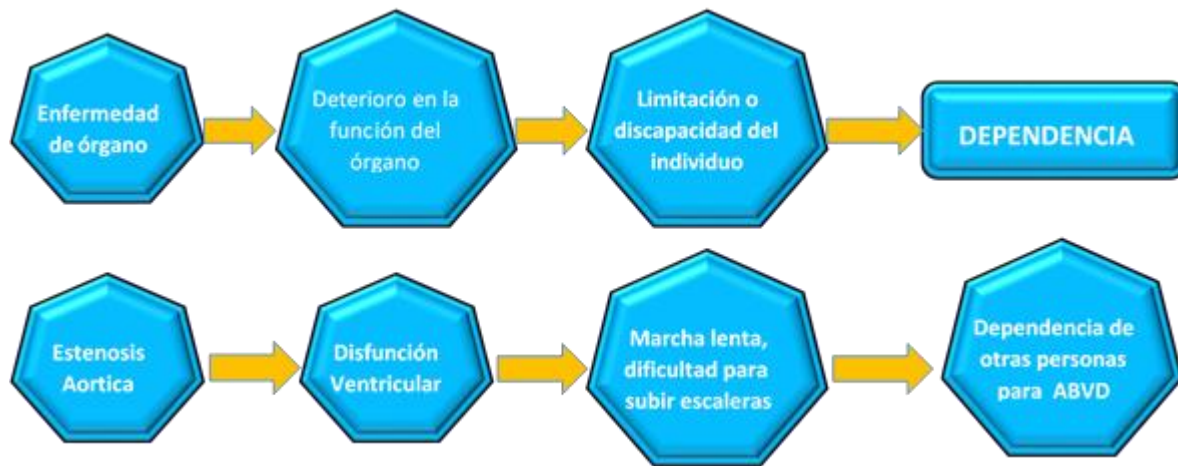 Enfermedad
de órgano
Deterioro en la
función del
órgano
Limitación o
discapacidad del
individuo
DEPENDENCIA
Estenosis
Aortica
Disfunción
Ventricular
Marcha lenta,
dificultad para
subir escaleras
Dependencia de
otras personas
para ABVD